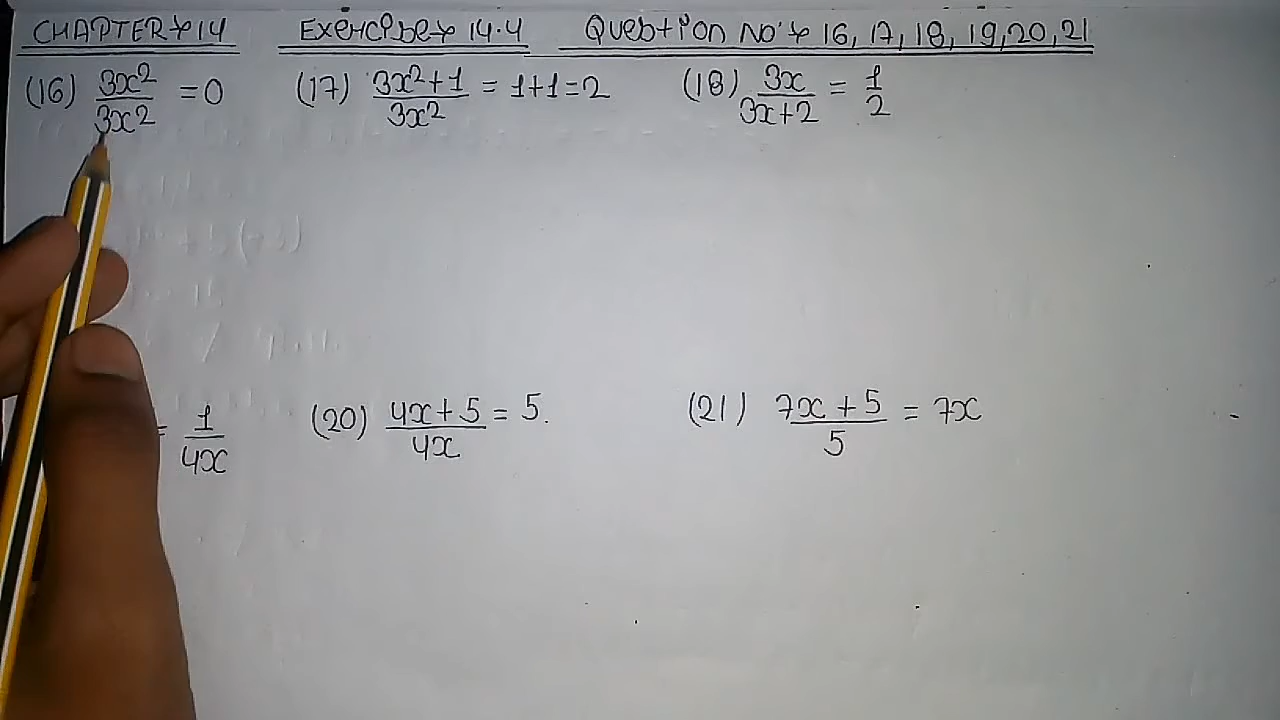 CHAPTER → 14 Exercise → 14.4 Question No → 16, 17, 18, 19, 20, 21
(16) 3x²/3x² = 0 (17) 3x²+1/3x² = 1+1=2 (18) 3x/3x+2 = 1/2
= 1/4x (20) 4x+5/4x = 5. (21) 7x+5/5 = 7x